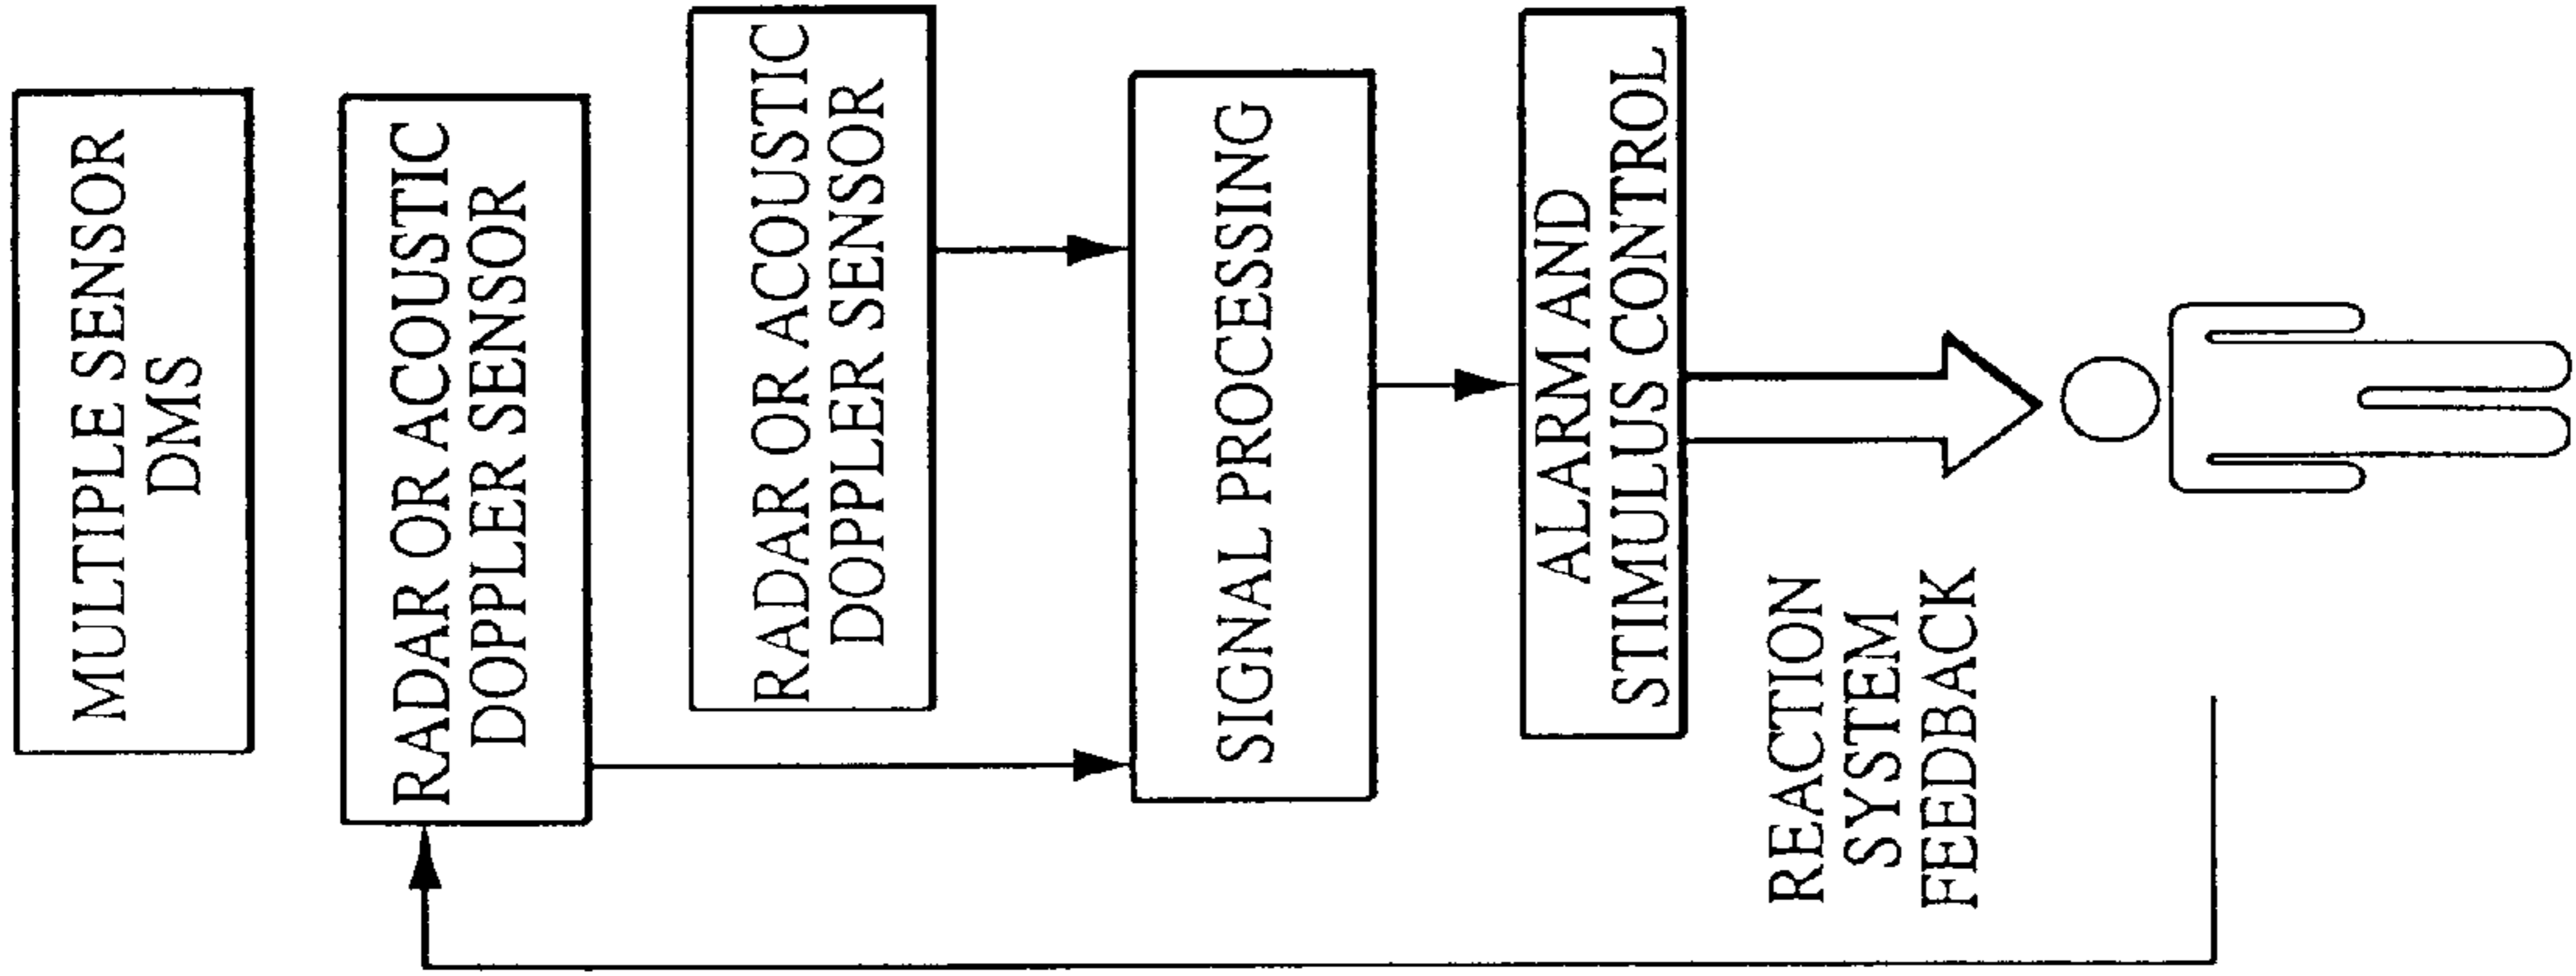 MULTIPLE SENSOR
DMS
RADAR OR ACOUSTIC
DOPPLER SENSOR
RADAR OR ACOUSTIC
DOPPLER SENSOR
SIGNAL PROCESSING
ALARM AND
STIMULUS CONTROL
REACTION
SYSTEM
FEEDBACK